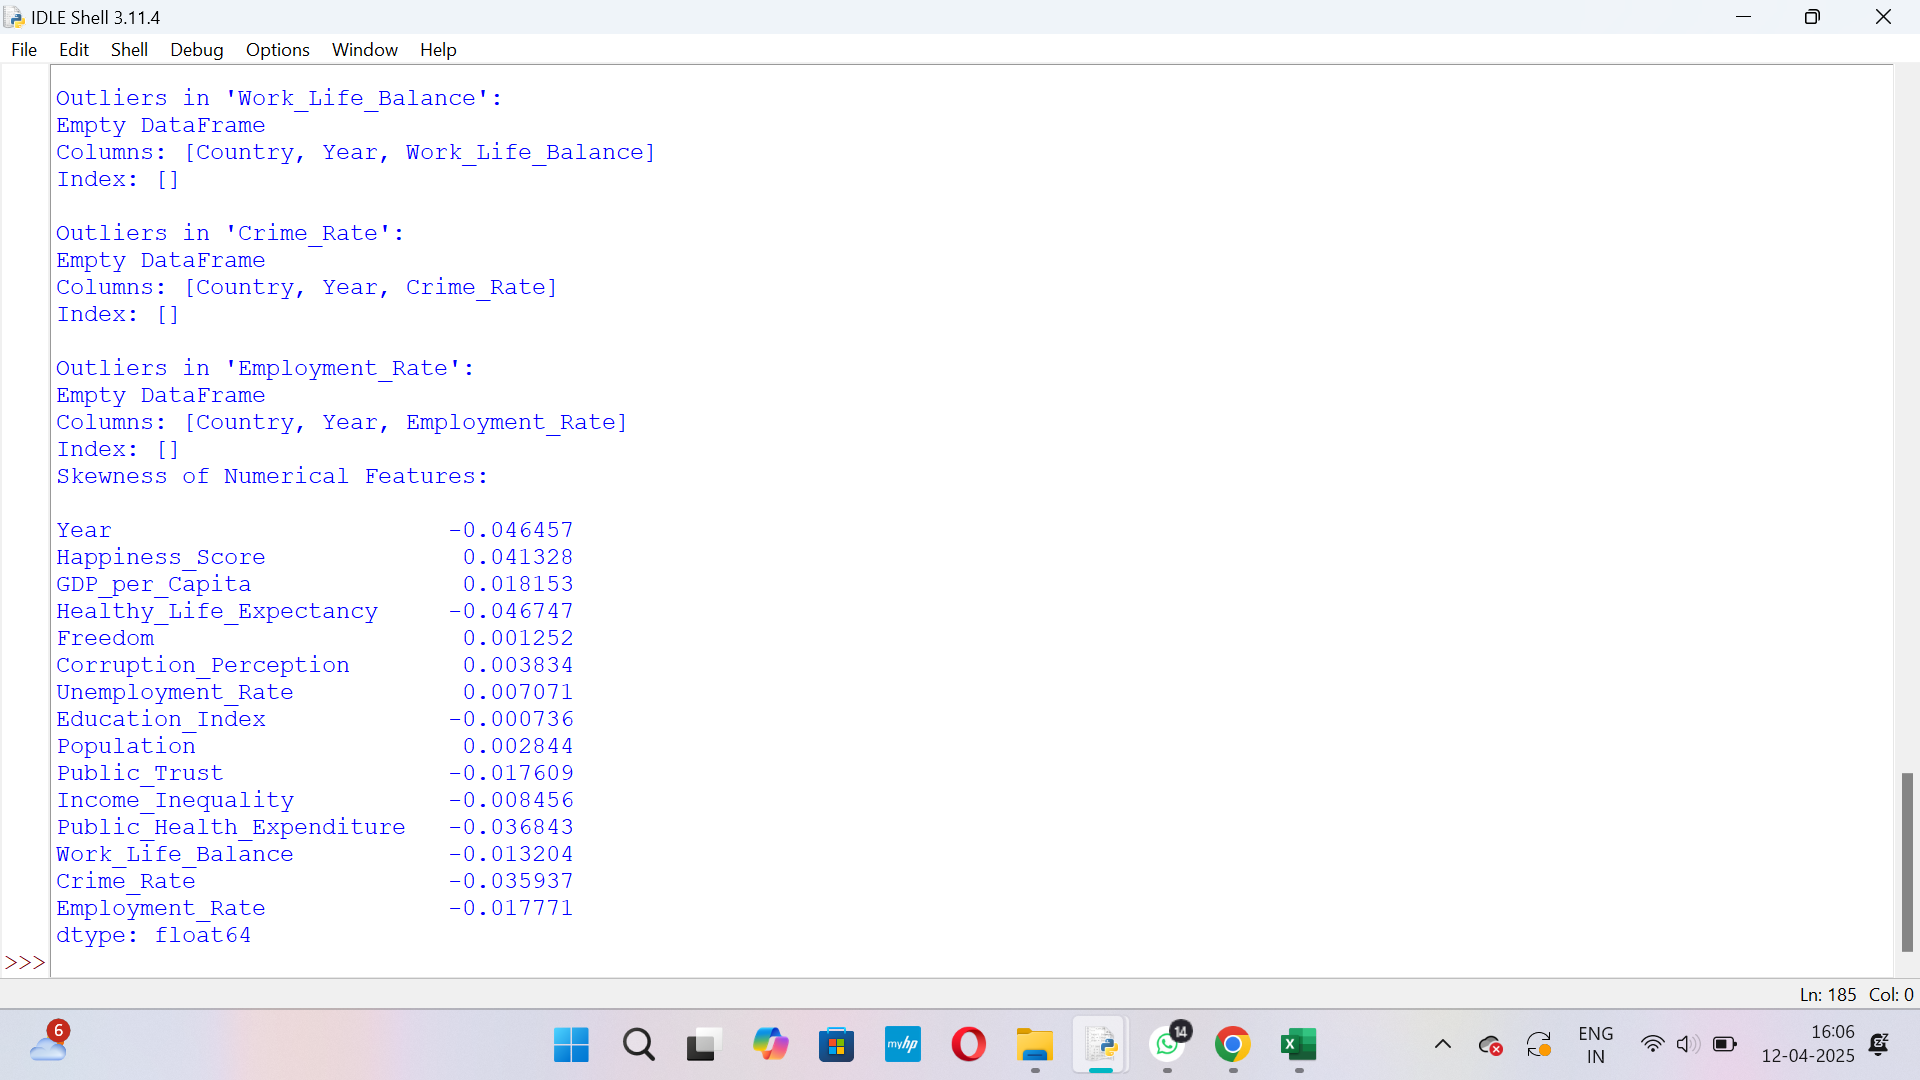 IDLE Shell 3.11.4
File Edit Shell Debug Options Window Help
Outliers in 'Work_Life_Balance':
Empty DataFrame
Columns: [Country, Year, Work_Life_Balance]
Index: []
Outliers in 'Crime_Rate':
Empty DataFrame
Columns: [Country, Year, Crime_Rate]
Index: []
Outliers in 'Employment_Rate':
Empty DataFrame
Columns: [Country, Year, Employment_Rate]
Index: []
Skewness of Numerical Features:
Year -0.046457
Happiness_Score 0.041328
GDP_per_Capita 0.018153
Healthy_Life_Expectancy -0.046747
Freedom 0.001252
Corruption_Perception 0.003834
Unemployment_Rate 0.007071
Education_Index -0.000736
Population 0.002844
Public_Trust -0.017609
Income_Inequality -0.008456
Public_Health_Expenditure -0.036843
Work_Life_Balance -0.013204
Crime_Rate -0.035937
Employment_Rate -0.017771
dtype: float64
>>>
Ln: 185 Col: 0
6
myhp
14
X
ENG
IN
16:06
12-04-2025